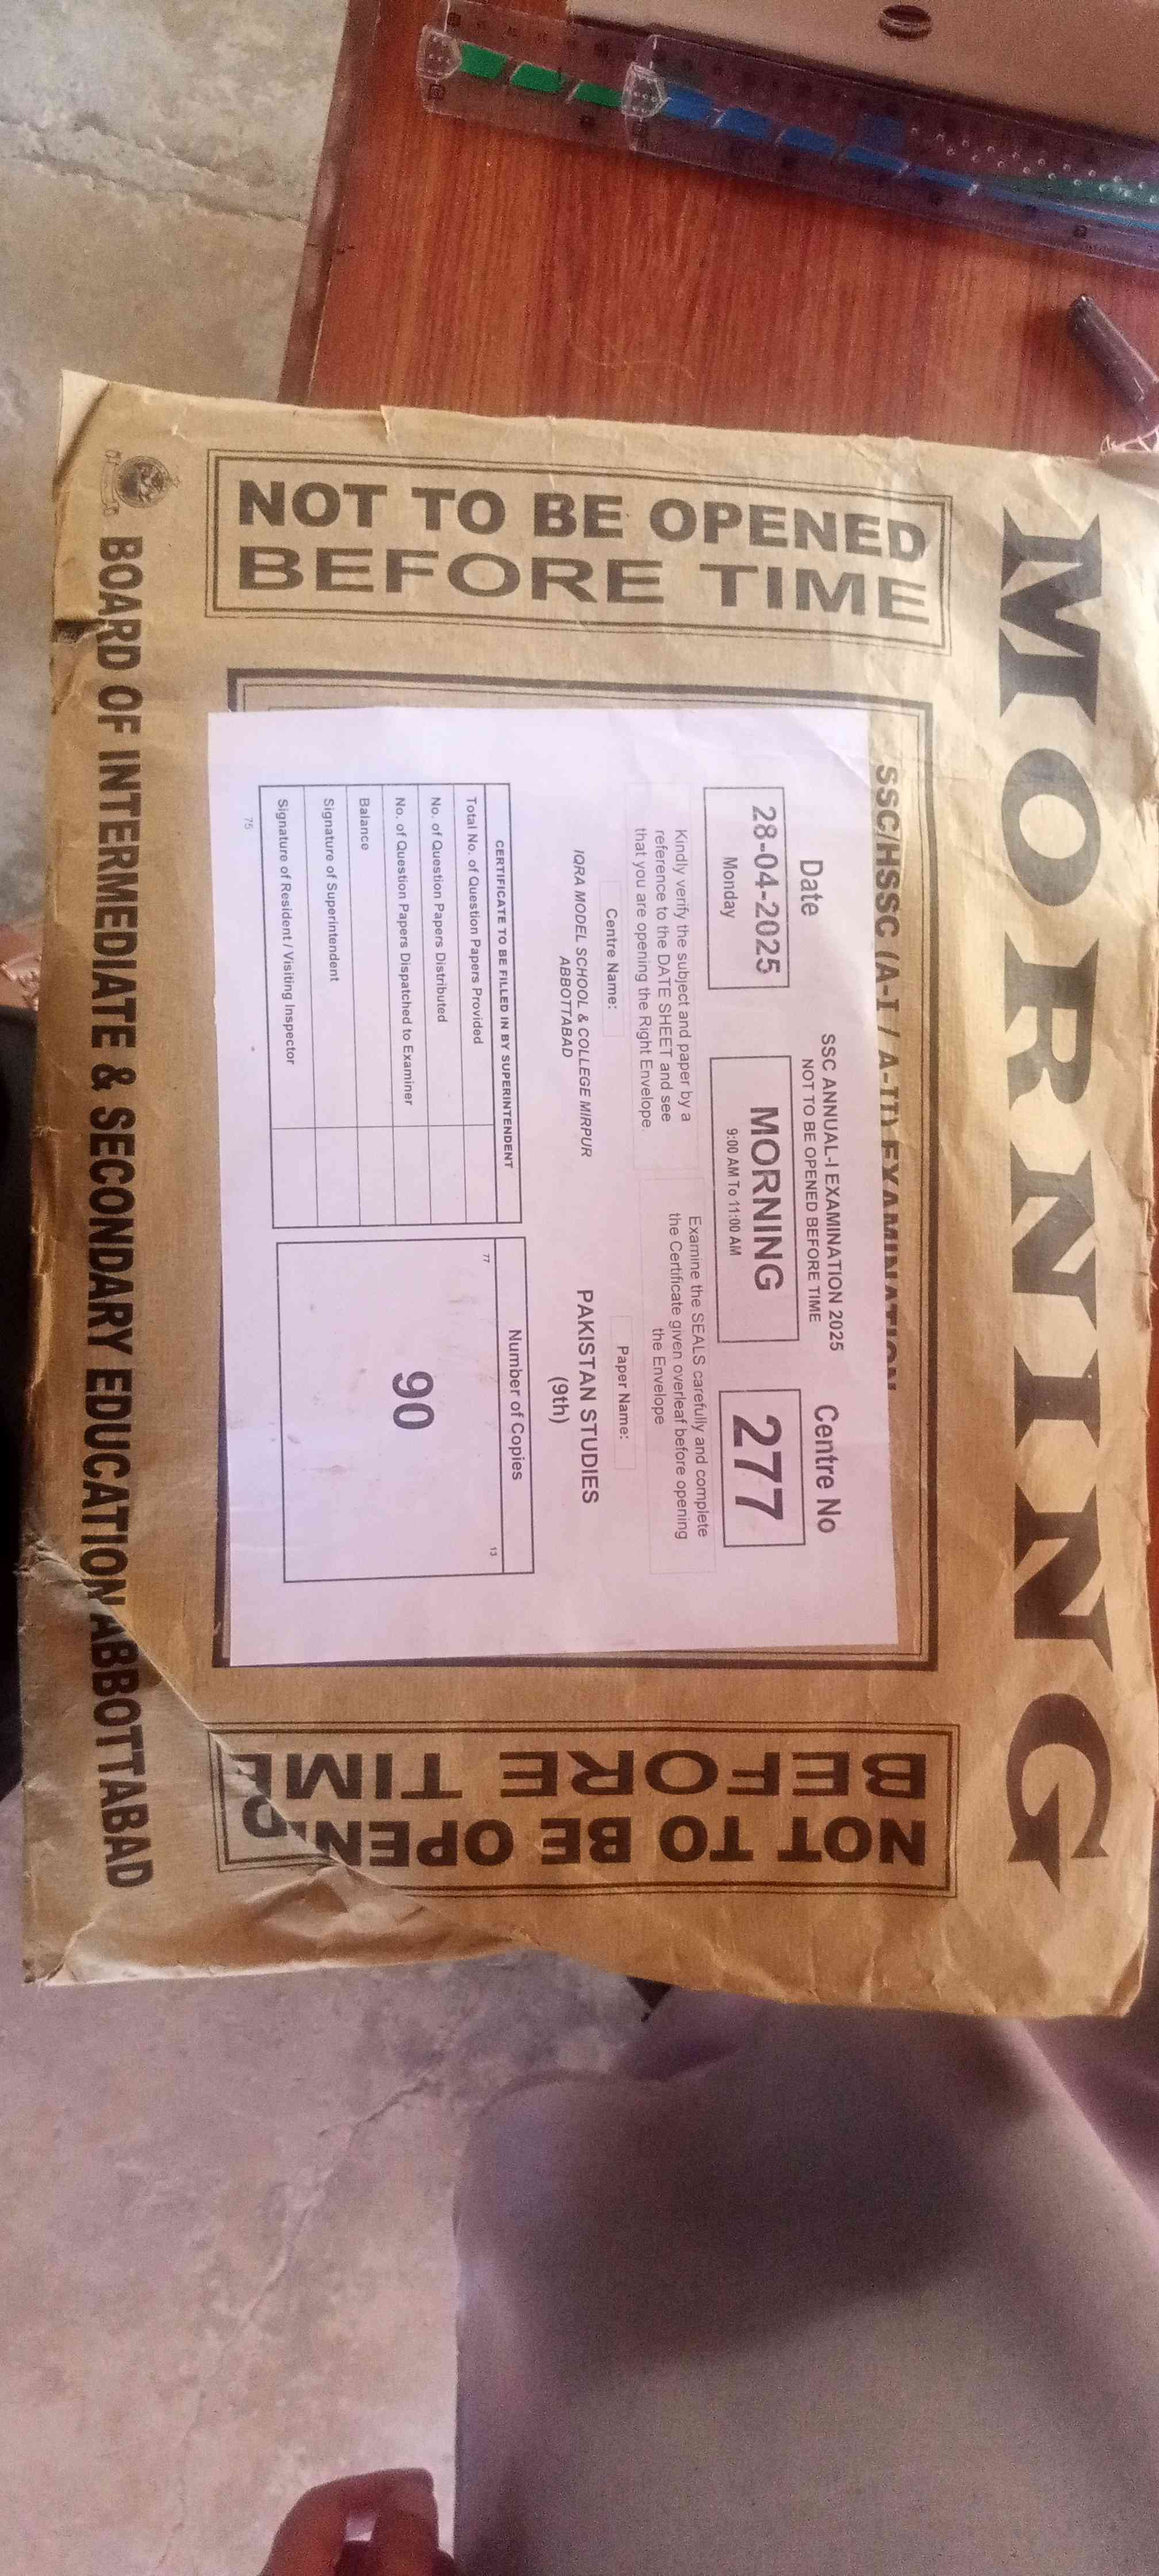 MORNING
NOT TO BE OPENED
BEFORE TIME
SSC/HSSC (A-I / A-II) EXAMINATION
SSC ANNUAL-I EXAMINATION 2025
NOT TO BE OPENED BEFORE TIME
Date
28-04-2025
Monday
MORNING
9:00 AM To 11:00 AM
Centre No
277
Kindly verify the subject and paper by a
reference to the DATE SHEET and see
that you are opening the Right Envelope.
Examine the SEALS carefully and complete
the Certificate given overleaf before opening
the Envelope
Centre Name:
IQRA MODEL SCHOOL & COLLEGE MIRPUR
ABBOTTABAD
Paper Name:
PAKISTAN STUDIES
(9th)
CERTIFICATE TO BE FILLED IN BY SUPERINTENDENT
Total No. of Question Papers Provided
No. of Question Papers Distributed
No. of Question Papers Dispatched to Examiner
Balance
Signature of Superintendent
Signature of Resident / Visiting Inspector
75
Number of Copies
77
13
90
NOT TO BE OPENED
BEFORE TIME
BOARD OF INTERMEDIATE & SECONDARY EDUCATION ABBOTTABAD